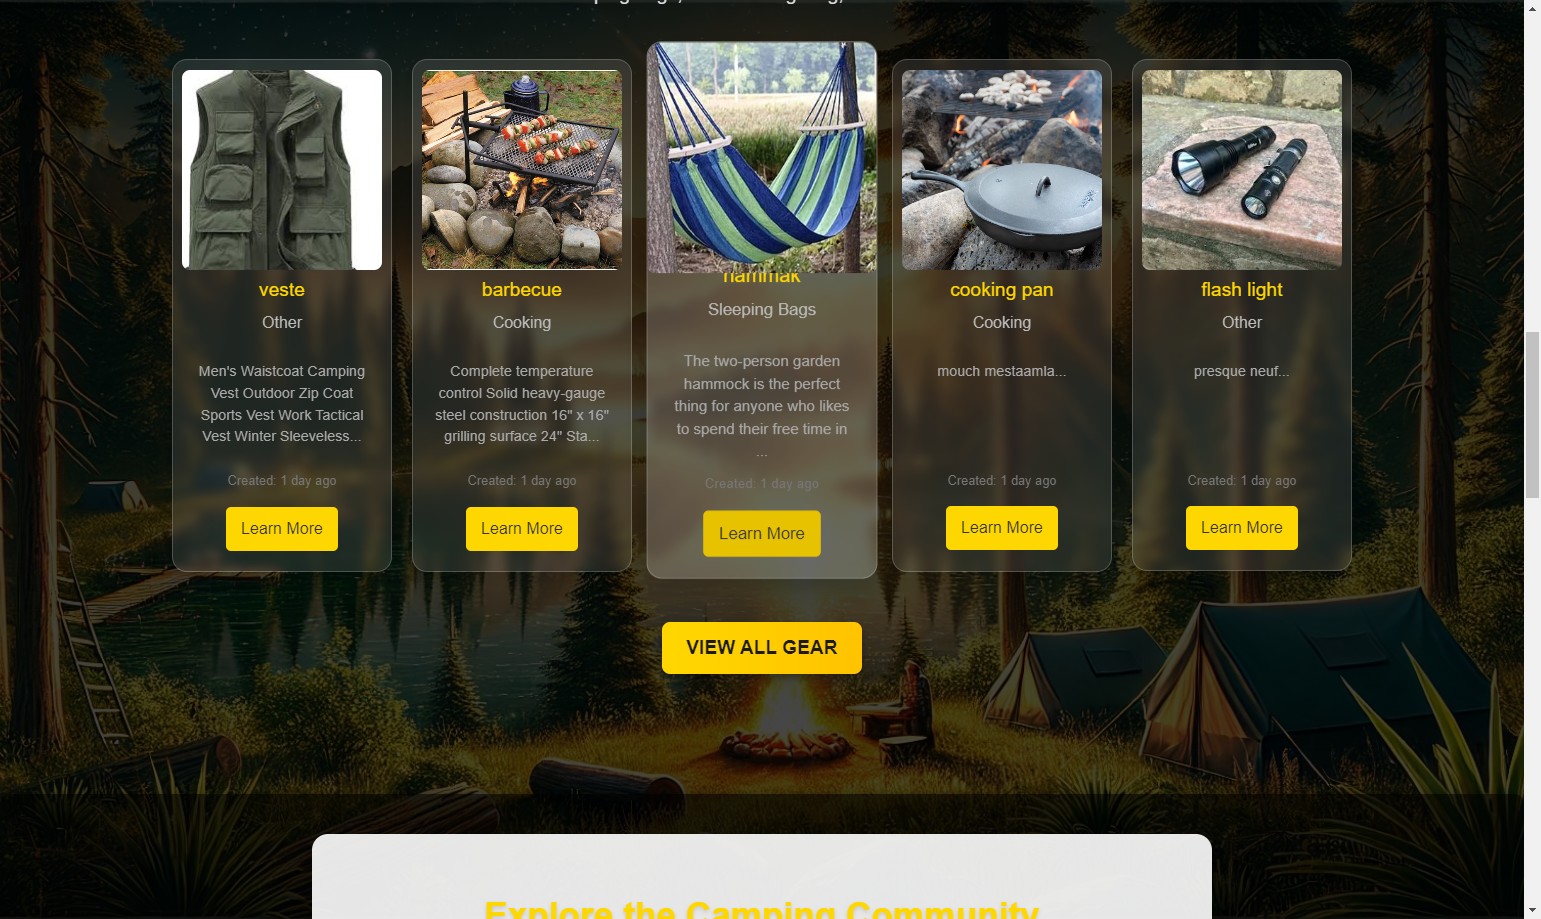 veste
Other
Men's Waistcoat Camping
Vest Outdoor Zip Coat
Sports Vest Work Tactical
Vest Winter Sleeveless...
Created: 1 day ago
Learn More
barbecue
Cooking
Complete temperature
control Solid heavy-gauge
steel construction 16" x 16"
grilling surface 24" Sta...
Created: 1 day ago
Learn More
hammak
Sleeping Bags
The two-person garden
hammock is the perfect
thing for anyone who likes
to spend their free time in
...
Created: 1 day ago
Learn More
cooking pan
Cooking
mouch mestaamla...
Created: 1 day ago
Learn More
flash light
Other
presque neuf...
Created: 1 day ago
Learn More
VIEW ALL GEAR
Explore the Camping Community